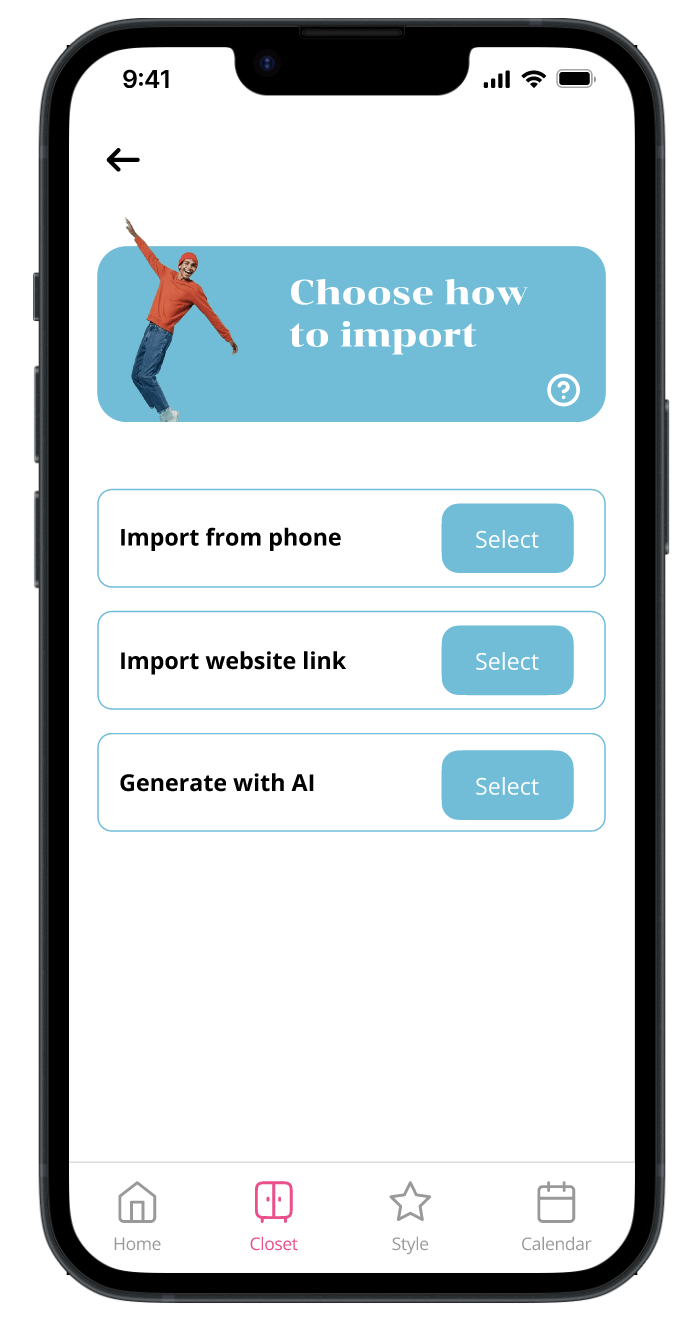 9:41
Choose how
to import
?
Import from phone
Select
Import website link
Select
Generate with AI
Select
Home
Closet
Style
Calendar